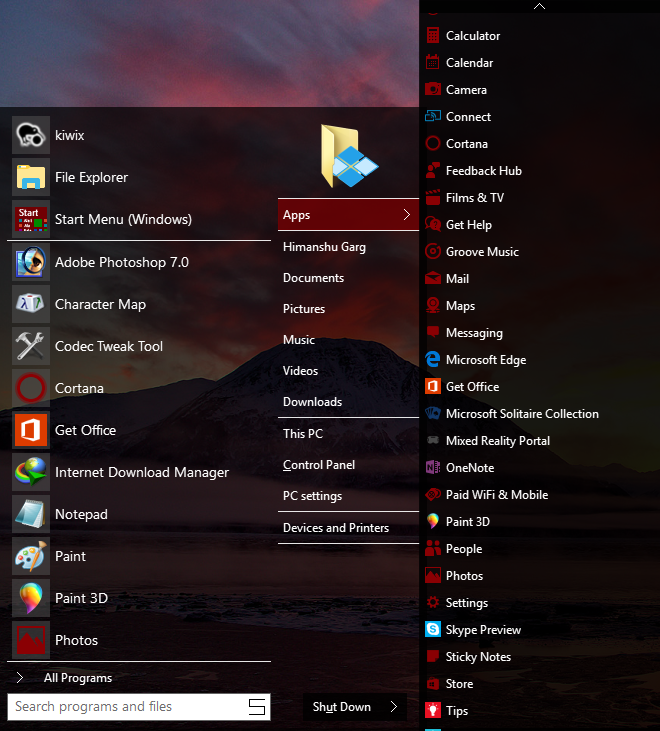 kiwix
File Explorer
Start
Start Menu (Windows)
Adobe Photoshop 7.0
Character Map
Codec Tweak Tool
Cortana
Get Office
Internet Download Manager
Notepad
Paint
Paint 3D
Photos
All Programs
Search programs and files
Apps
Himanshu Garg
Documents
Pictures
Music
Videos
Downloads
This PC
Control Panel
PC settings
Devices and Printers
Shut Down
Calculator
Calendar
Camera
Connect
Cortana
Feedback Hub
Films & TV
Get Help
Groove Music
Mail
Maps
Messaging
Microsoft Edge
Get Office
Microsoft Solitaire Collection
Mixed Reality Portal
OneNote
Paid WiFi & Mobile
Paint 3D
People
Photos
Settings
Skype Preview
Sticky Notes
Store
Tips